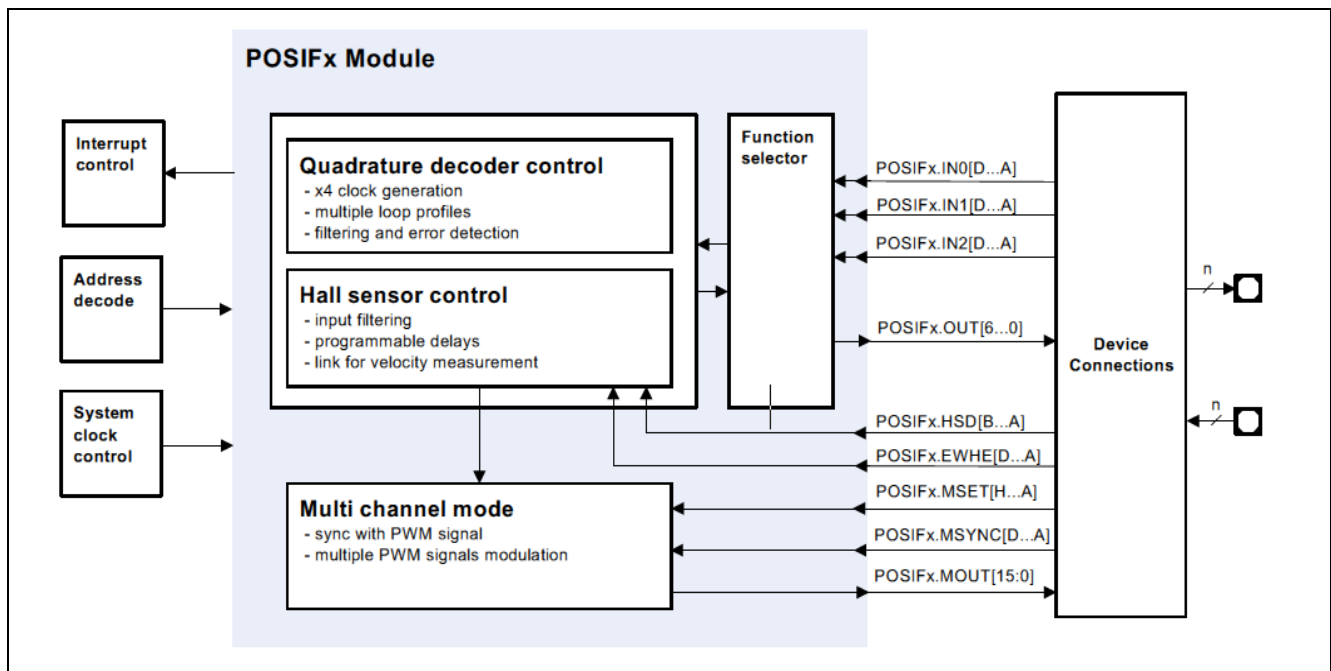 POSIFx Module
Interrupt
control
Address
decode
System
clock
control
Quadrature decoder control
- x4 clock generation
- multiple loop profiles
- filtering and error detection
Hall sensor control
- input filtering
- programmable delays
- link for velocity measurement
Multi channel mode
- sync with PWM signal
- multiple PWM signals modulation
Function
selector
POSIFx.IN0[D...A]
POSIFx.IN1[D...A]
POSIFx.IN2[D...A]
POSIFx.OUT[6...0]
POSIFx.HSD[B...A]
POSIFx.EWHE[D...A]
POSIFx.MSET[H...A]
POSIFx.MSYNC[D...A]
POSIFx.MOUT[15:0]
Device
Connections
n
n